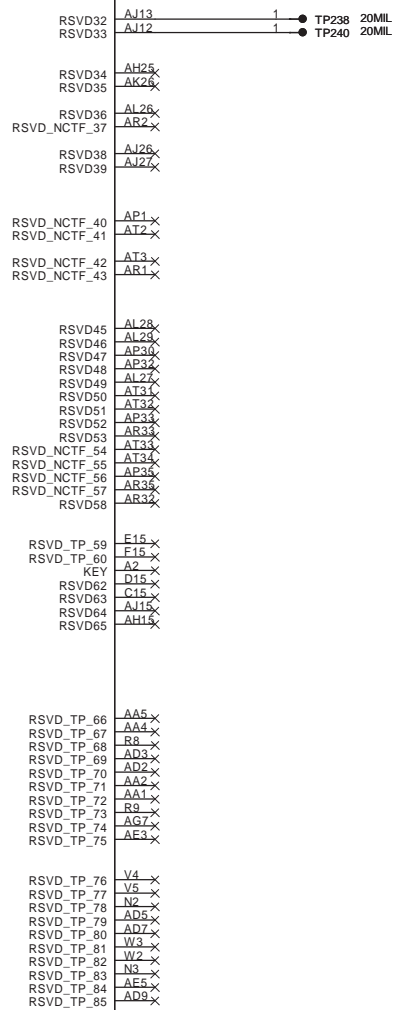 RSVD32 AJ13 1 TP238 20MIL
RSVD33 AJ12 1 TP240 20MIL
RSVD34 AH25
RSVD35 AK26
RSVD36 AL26
RSVD_NCTF_37 AR2
RSVD38 AJ26
RSVD39 AJ27
RSVD_NCTF_40 AP1
RSVD_NCTF_41 AT2
RSVD_NCTF_42 AT3
RSVD_NCTF_43 AR1
RSVD45 AL28
RSVD46 AL29
RSVD47 AP30
RSVD48 AP32
RSVD49 AL27
RSVD50 AT31
RSVD51 AT32
RSVD52 AP33
RSVD53 AR33
RSVD_NCTF_54 AT33
RSVD_NCTF_55 AT34
RSVD_NCTF_56 AP35
RSVD_NCTF_57 AR35
RSVD58 AR32
RSVD_TP_59 E15
RSVD_TP_60 F15
KEY A2
RSVD62 D15
RSVD63 C15
RSVD64 AJ15
RSVD65 AH15
RSVD_TP_66 AA5
RSVD_TP_67 AA4
RSVD_TP_68 R8
RSVD_TP_69 AD3
RSVD_TP_70 AD2
RSVD_TP_71 AA2
RSVD_TP_72 AA1
RSVD_TP_73 R9
RSVD_TP_74 AG7
RSVD_TP_75 AE3
RSVD_TP_76 V4
RSVD_TP_77 V5
RSVD_TP_78 N2
RSVD_TP_79 AD5
RSVD_TP_80 AD7
RSVD_TP_81 W3
RSVD_TP_82 W2
RSVD_TP_83 N3
RSVD_TP_84 AE5
RSVD_TP_85 AD9